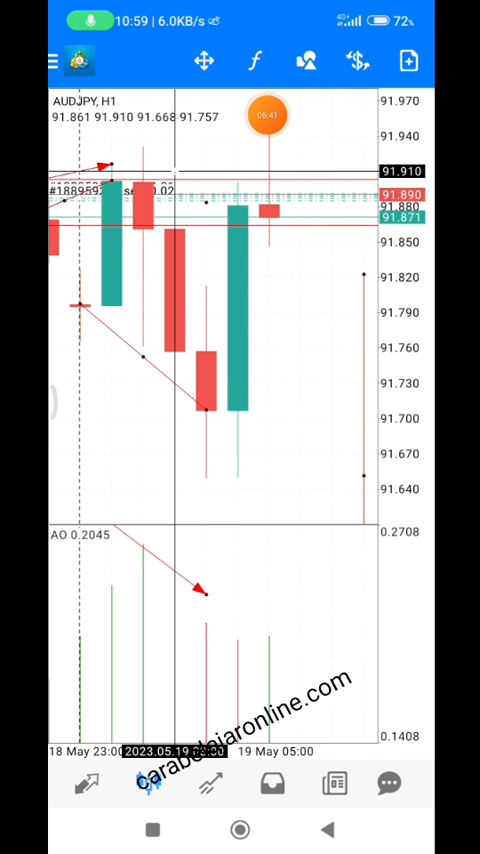 10:59 | 6.0KB/s
4G+
72%
AUDJPY, H1
91.861 91.910 91.668 91.757
06:41
91.970
91.940
91.910
91.890
91.880
91.871
91.850
91.820
91.790
91.760
91.730
91.700
91.670
91.640
AO 0.2045
0.2708
0.1408
18 May 23:00
19 May 05:00
carabelajaronline.com